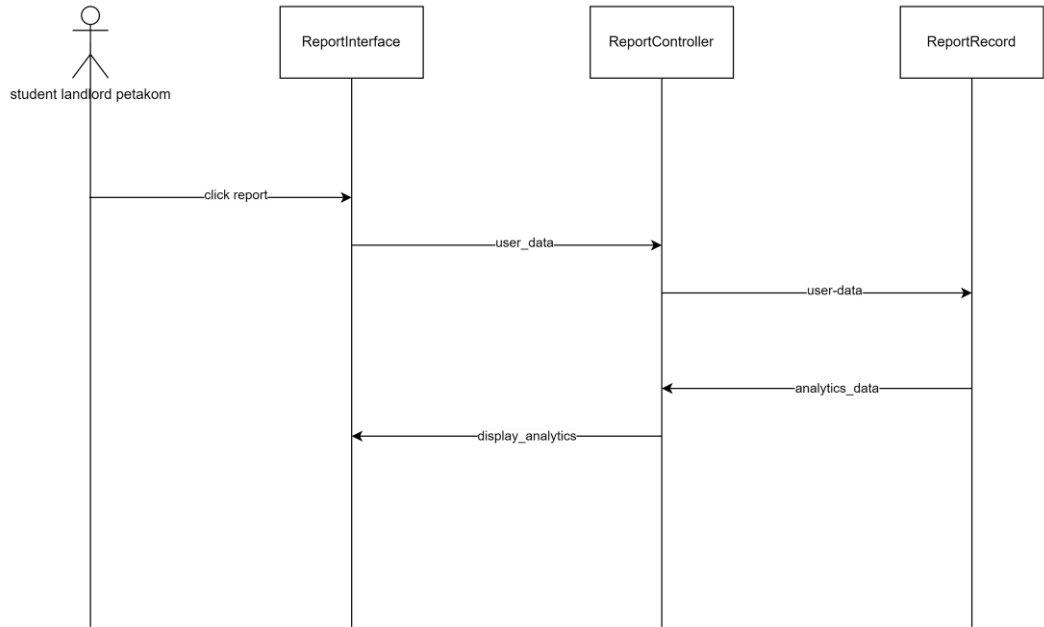 ReportInterface
ReportController
ReportRecord
student landlord petakom
click report
user_data
user-data
analytics_data
display_analytics